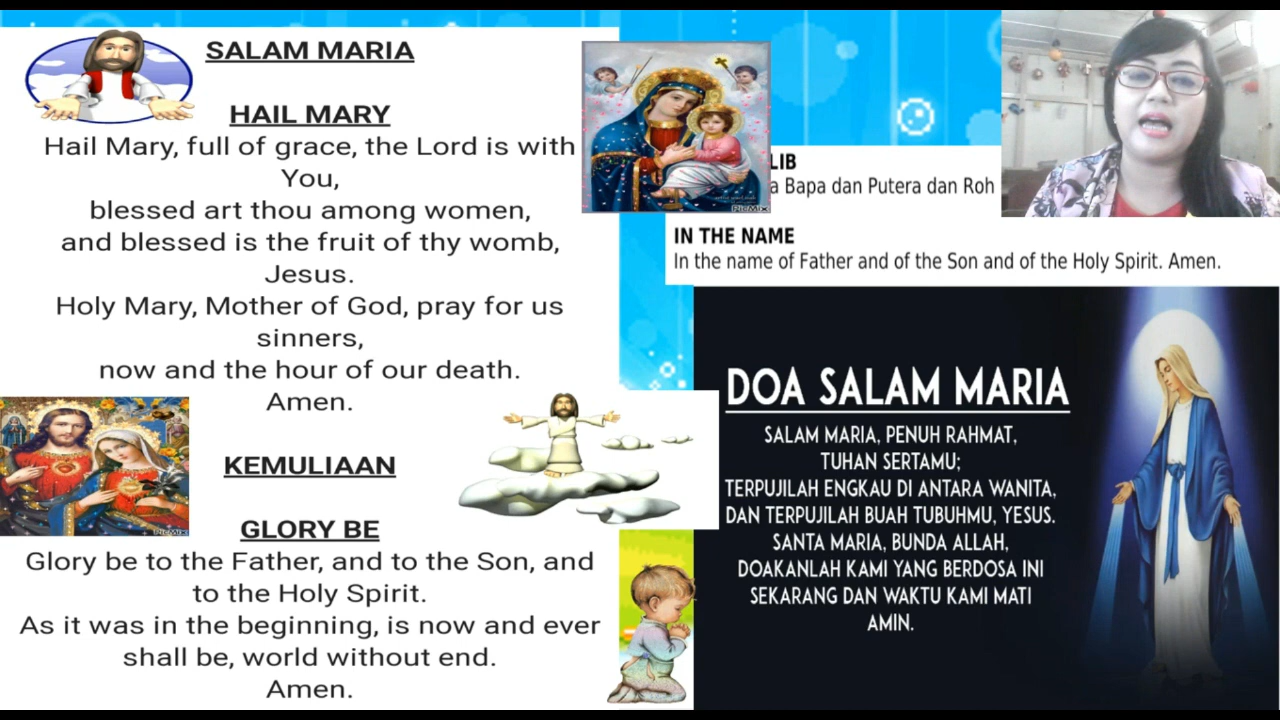 SALAM MARIA
HAIL MARY
Hail Mary, full of grace, the Lord is with
You,
blessed art thou among women,
and blessed is the fruit of thy womb,
Jesus.
Holy Mary, Mother of God, pray for us
sinners,
now and the hour of our death.
Amen.
KEMULIAAN
GLORY BE
Glory be to the Father, and to the Son, and
to the Holy Spirit.
As it was in the beginning, is now and ever
shall be, world without end.
Amen.
PicMix
PicMix
LIB
a Bapa dan Putera dan Roh
IN THE NAME
In the name of Father and of the Son and of the Holy Spirit. Amen.
DOA SALAM MARIA
SALAM MARIA, PENUH RAHMAT,
TUHAN SERTAMU;
TERPUJILAH ENGKAU DI ANTARA WANITA,
DAN TERPUJILAH BUAH TUBUHMU, YESUS.
SANTA MARIA, BUNDA ALLAH,
DOAKANLAH KAMI YANG BERDOSA INI
SEKARANG DAN WAKTU KAMI MATI
AMIN.